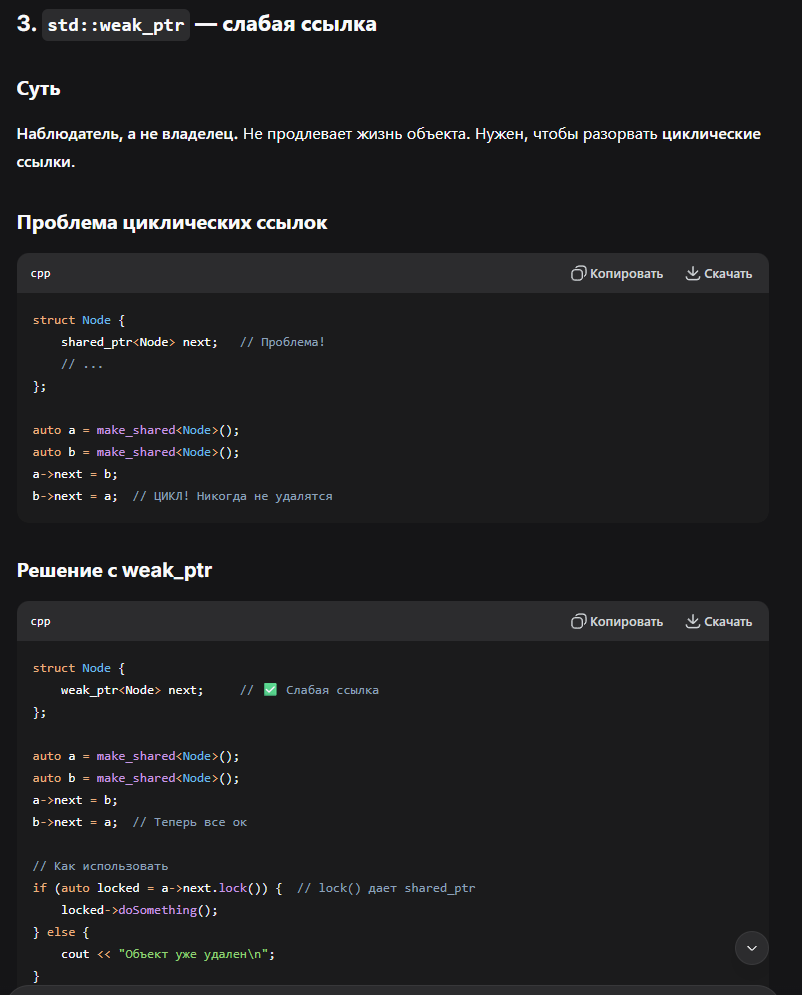 3. std::weak_ptr — слабая ссылка
Суть
Наблюдатель, а не владелец. Не продлевает жизнь объекта. Нужен, чтобы разорвать циклические
ссылки.
Проблема циклических ссылок
cpp Копировать Скачать
struct Node {
    shared_ptr<Node> next;   // Проблема!
    // ...
};
auto a = make_shared<Node>();
auto b = make_shared<Node>();
a->next = b;
b->next = a;  // ЦИКЛ! Никогда не удалятся
Решение с weak_ptr
cpp Копировать Скачать
struct Node {
    weak_ptr<Node> next;     // ✅ Слабая ссылка
};
auto a = make_shared<Node>();
auto b = make_shared<Node>();
a->next = b;
b->next = a;  // Теперь все ок
// Как использовать
if (auto locked = a->next.lock()) {  // lock() дает shared_ptr
    locked->doSomething();
} else {
    cout << "Объект уже удален\n";
}